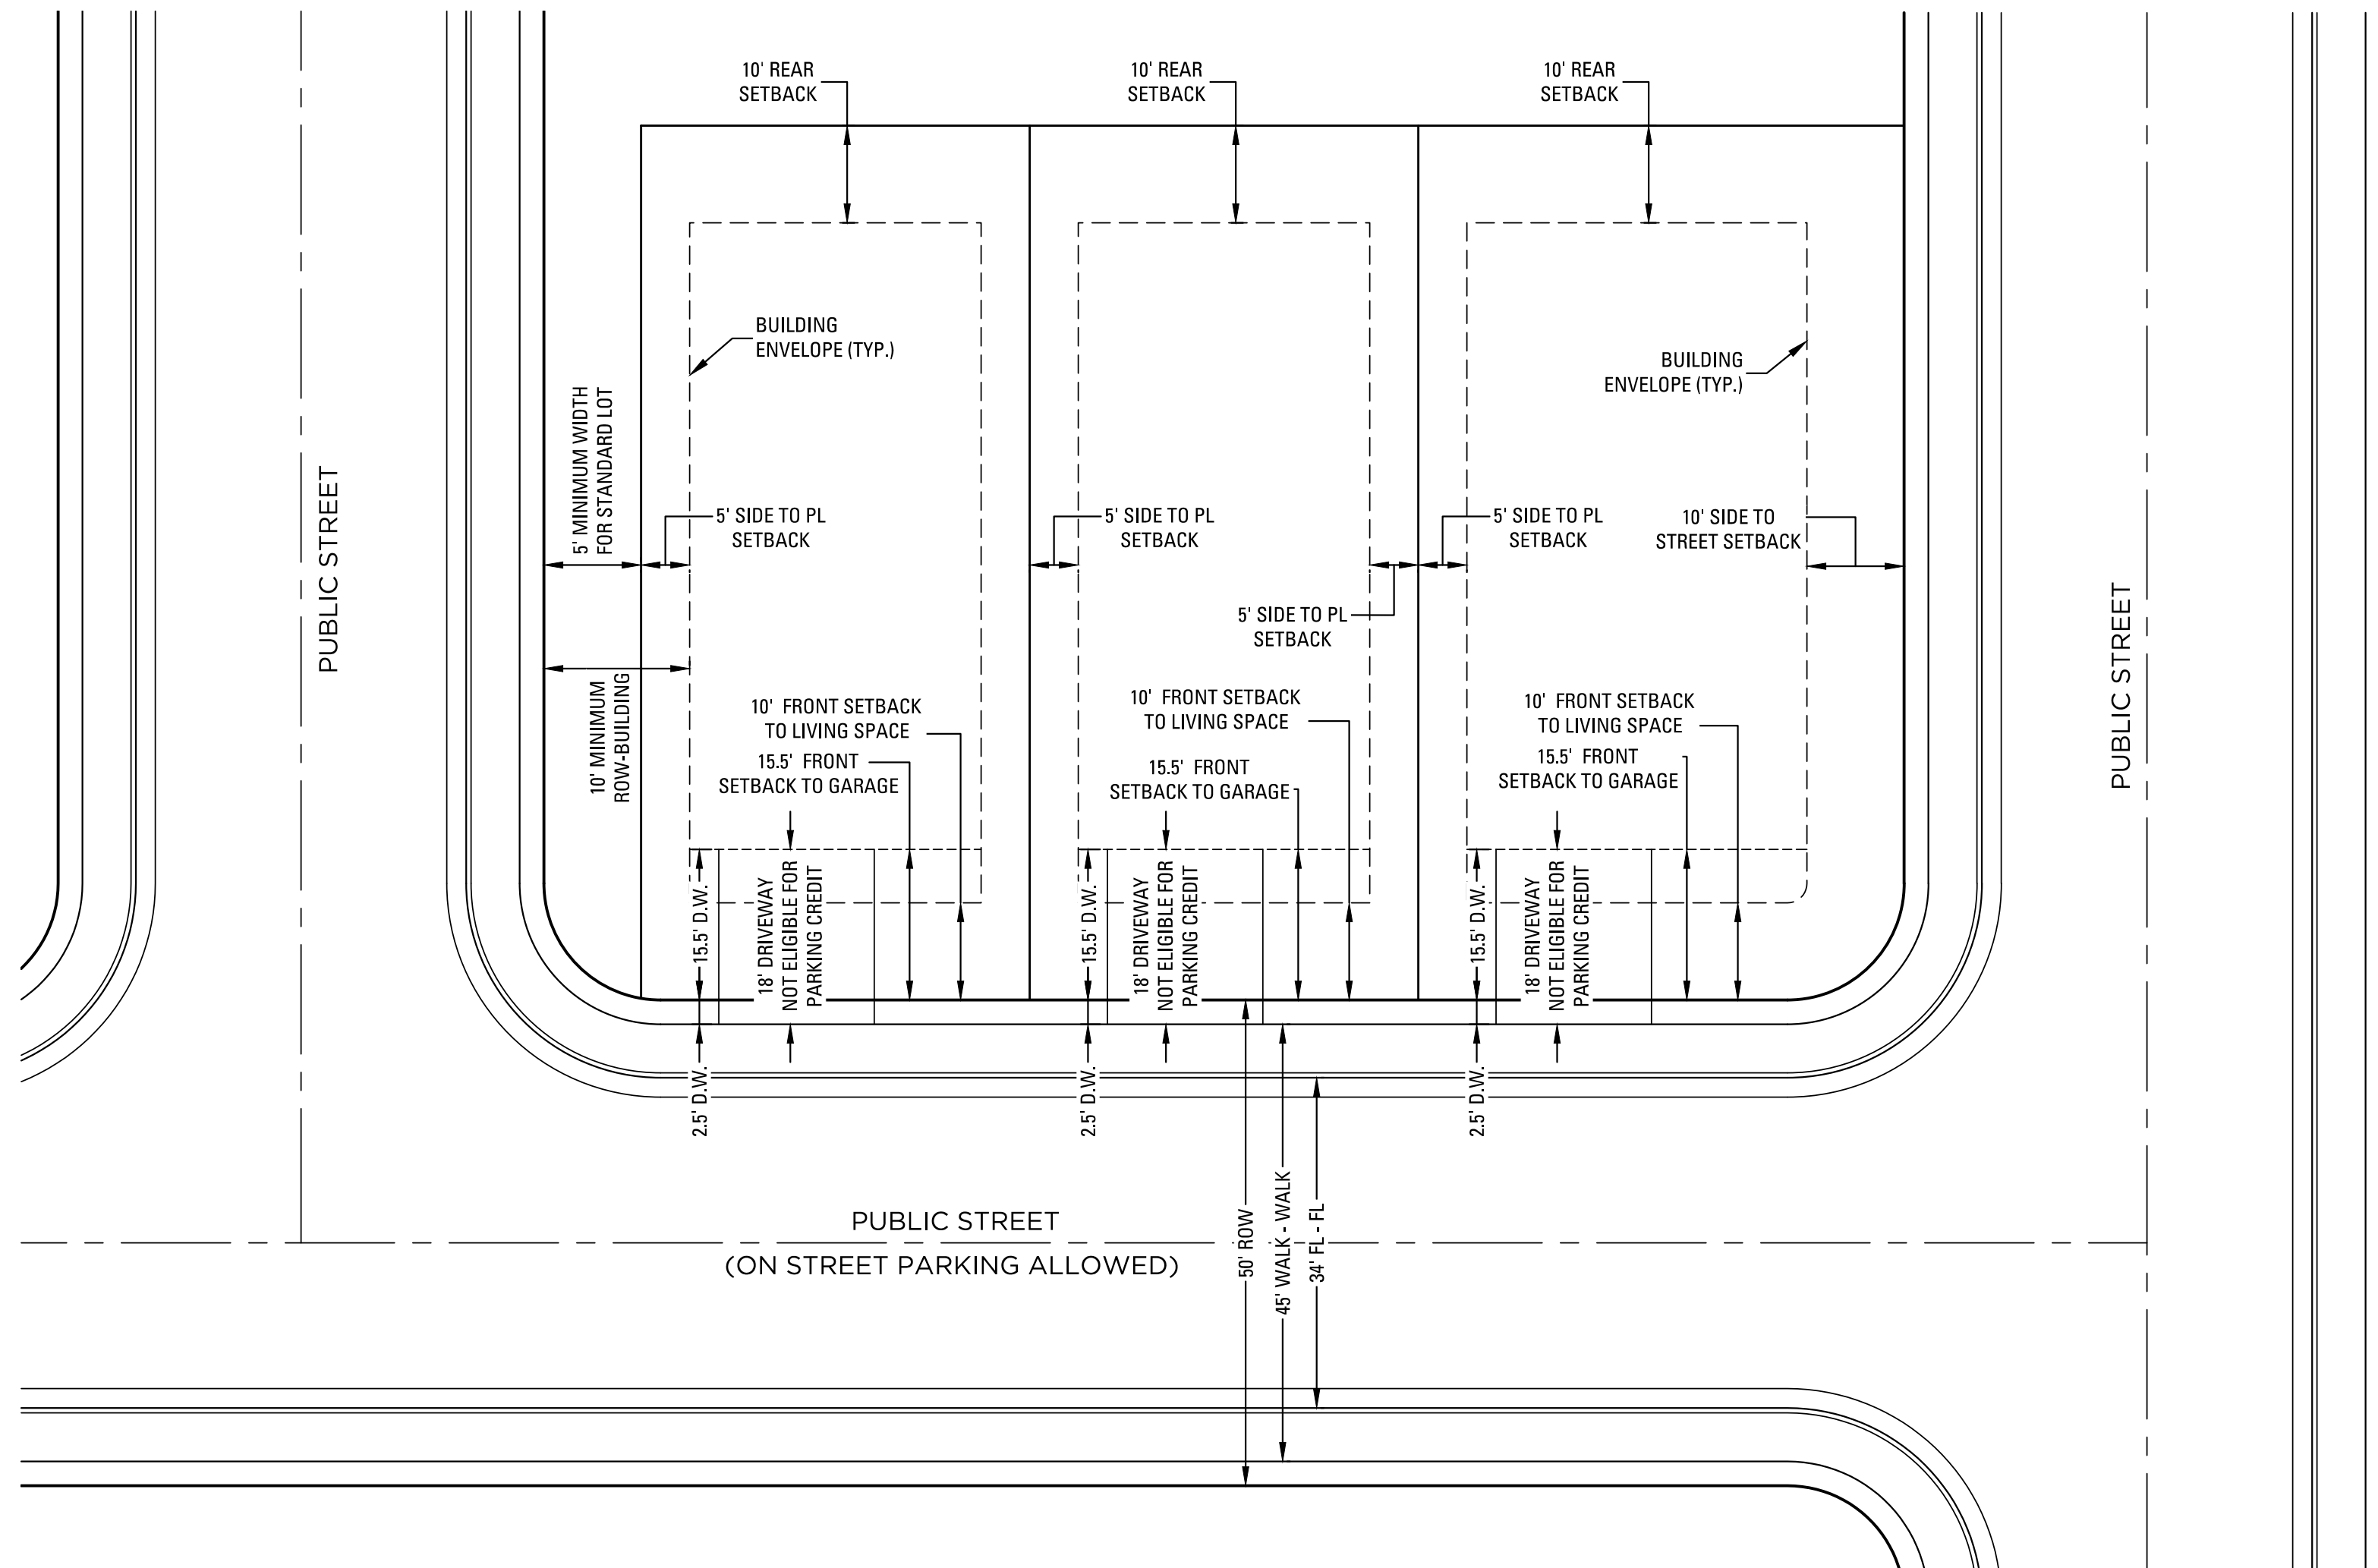 10' REAR
SETBACK
10' REAR
SETBACK
10' REAR
SETBACK
BUILDING
ENVELOPE (TYP.)
BUILDING
ENVELOPE (TYP.)
5' MINIMUM WIDTH
FOR STANDARD LOT
PUBLIC STREET
5' SIDE TO PL
SETBACK
5' SIDE TO PL
SETBACK
5' SIDE TO PL
SETBACK
10' SIDE TO
STREET SETBACK
5' SIDE TO PL
SETBACK
PUBLIC STREET
10' MINIMUM
ROW-BUILDING
10' FRONT SETBACK
TO LIVING SPACE
15.5' FRONT
SETBACK TO GARAGE
10' FRONT SETBACK
TO LIVING SPACE
15.5' FRONT
SETBACK TO GARAGE
10' FRONT SETBACK
TO LIVING SPACE
15.5' FRONT
SETBACK TO GARAGE
15.5' D.W.
18' DRIVEWAY
NOT ELIGIBLE FOR
PARKING CREDIT
15.5' D.W.
18' DRIVEWAY
NOT ELIGIBLE FOR
PARKING CREDIT
15.5' D.W.
18' DRIVEWAY
NOT ELIGIBLE FOR
PARKING CREDIT
2.5' D.W.
2.5' D.W.
2.5' D.W.
PUBLIC STREET
(ON STREET PARKING ALLOWED)
50' ROW
45' WALK - WALK
34' FL - FL